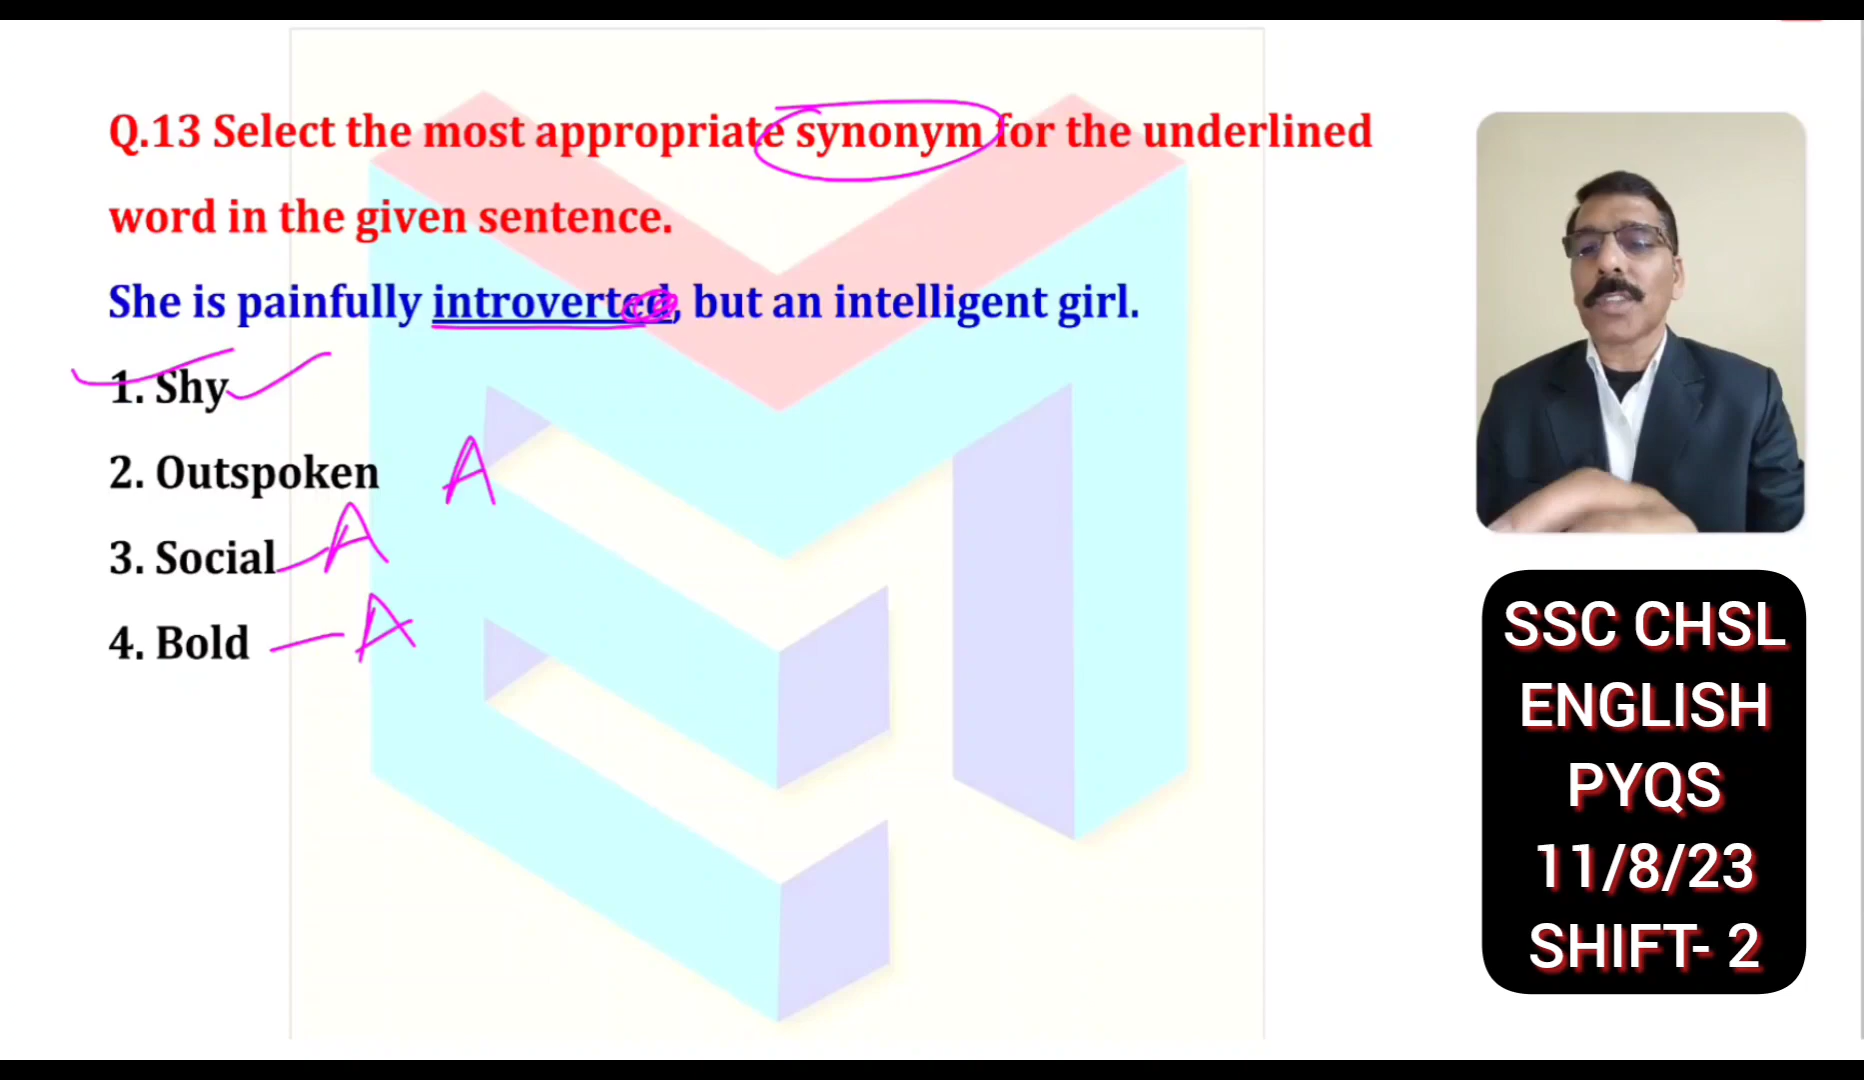 Q.13 Select the most appropriate synonym for the underlined
word in the given sentence.
She is painfully introverted, but an intelligent girl.
1. Shy
2. Outspoken A
3. Social A
4. Bold A
SSC CHSL
ENGLISH
PYQS
11/8/23
SHIFT- 2